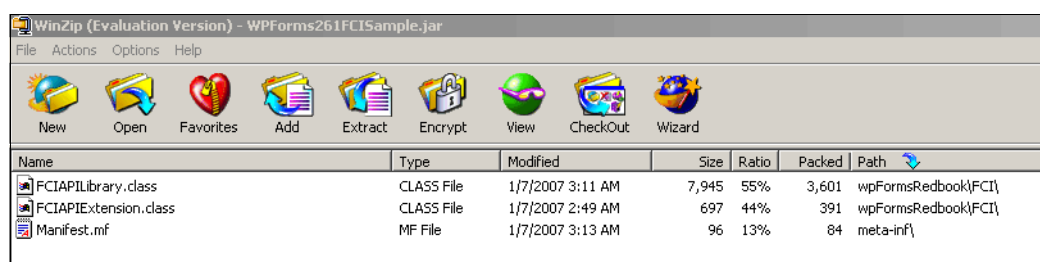 WinZip (Evaluation Version) - WPForms261FCISample.jar
File Actions Options Help
New Open Favorites Add Extract Encrypt View CheckOut Wizard
Name Type Modified Size Ratio Packed Path
FCIAPILibrary.class CLASS File 1/7/2007 3:11 AM 7,945 55% 3,601 wpFormsRedbook\FCI\
FCIAPIExtension.class CLASS File 1/7/2007 2:49 AM 697 44% 391 wpFormsRedbook\FCI\
Manifest.mf MF File 1/7/2007 3:13 AM 96 13% 84 meta-inf\